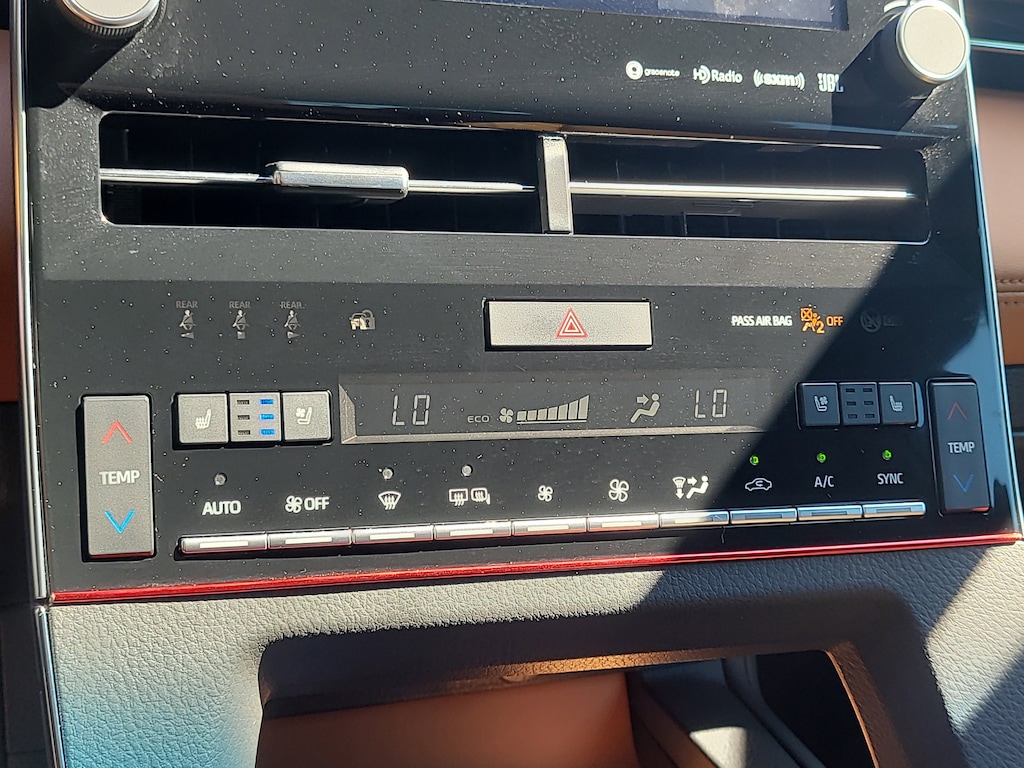 gracenote HD Radio ((sxm)) JBL
REAR REAR REAR
PASS AIR BAG 2 OFF
LO ECO LO
TEMP
AUTO OFF A/C SYNC
TEMP